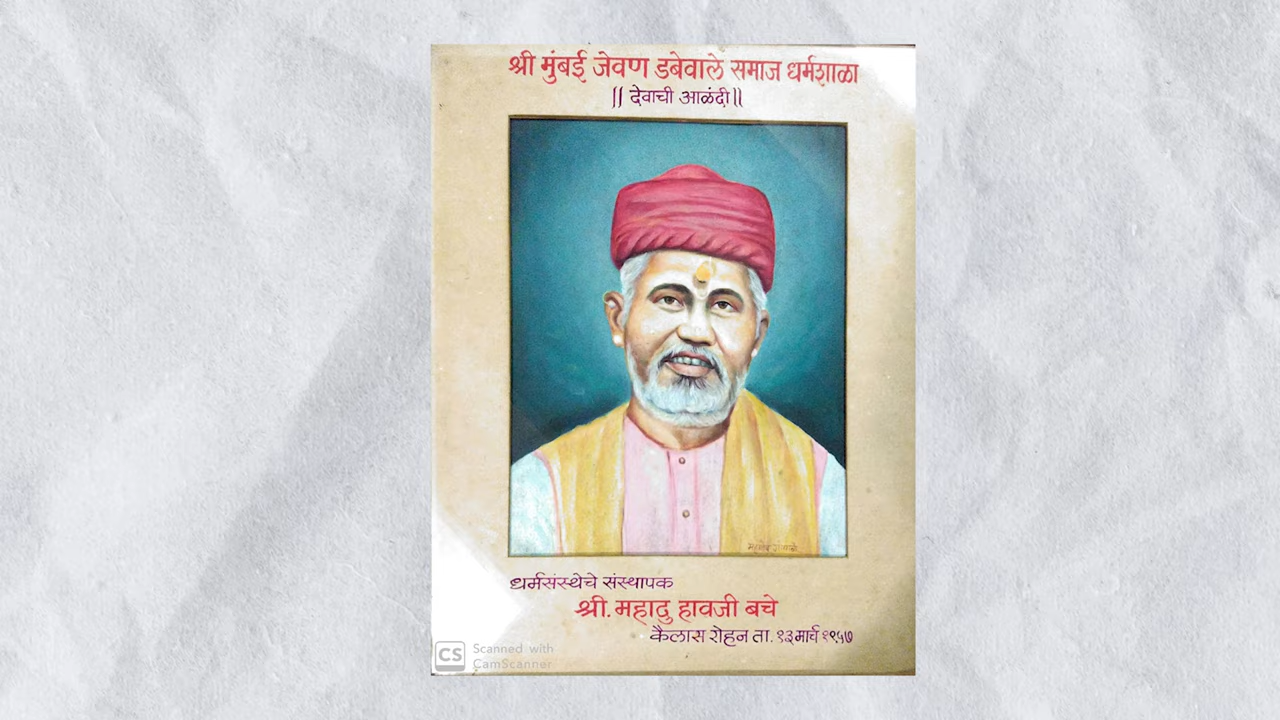 श्री मुंबई जेवण डबेवाले समाज धर्मशाळा
|| देवाची आळंदी ||
धर्मसंस्थेचे संस्थापक
श्री. महादु हावजी बचे
कैलास रोहन ता. १३ मार्च १९५७
CS Scanned with
CamScanner